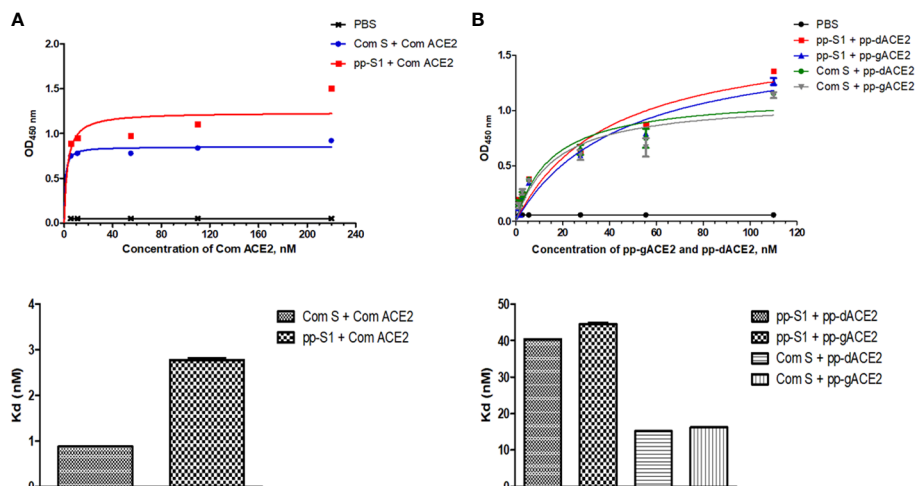 A
PBS
Com S + Com ACE2
pp-S1 + Com ACE2
2.0
1.5
1.0
0.5
0.0
OD450 nm
0 40 80 120 160 200 240
Concentration of Com ACE2, nM
B
PBS
pp-S1 + pp-dACE2
pp-S1 + pp-gACE2
Com S + pp-dACE2
Com S + pp-gACE2
1.5
1.0
0.5
0.0
OD450 nm
0 20 40 60 80 100 120
Concentration of pp-gACE2 and pp-dACE2, nM
4
3
2
1
0
Kd (nM)
Com S + Com ACE2
pp-S1 + Com ACE2
50
40
30
20
10
0
Kd (nM)
pp-S1 + pp-dACE2
pp-S1 + pp-gACE2
Com S + pp-dACE2
Com S + pp-gACE2